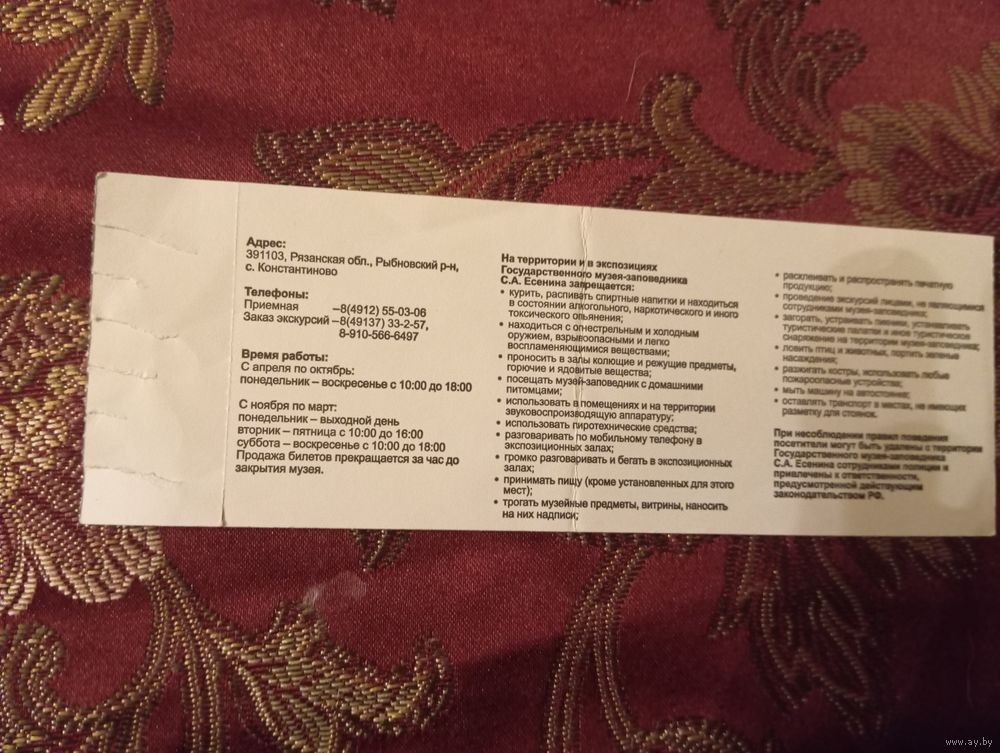 Адрес:
391103, Рязанская обл., Рыбновский р-н,
с. Константиново
Телефоны:
Приемная –8(4912) 55-03-06
Заказ экскурсий –8(49137) 33-2-57,
8-910-566-6497
Время работы:
С апреля по октябрь:
понедельник – воскресенье с 10:00 до 18:00
С ноября по март:
понедельник – выходной день
вторник – пятница с 10:00 до 16:00
суббота – воскресенье с 10:00 до 18:00
Продажа билетов прекращается за час до
закрытия музея.
На территории и в экспозициях
Государственного музея-заповедника
С.А. Есенина запрещается:
• курить, распивать спиртные напитки и находиться
в состоянии алкогольного, наркотического и иного
токсического опьянения;
• находиться с огнестрельным и холодным
оружием, взрывоопасными и легко
воспламеняющимися веществами;
• проносить в залы колющие и режущие предметы,
горючие и ядовитые вещества;
• посещать музей-заповедник с домашними
питомцами;
• использовать в помещениях и на территории
звуковоспроизводящую аппаратуру;
• использовать пиротехнические средства;
• разговаривать по мобильному телефону в
экспозиционных залах;
• громко разговаривать и бегать в экспозиционных
залах;
• принимать пищу (кроме установленных для этого
мест);
• трогать музейные предметы, витрины, наносить
на них надписи;
• расклеивать и распространять печатную
продукцию;
• проведение экскурсий лицами, не являющимися
сотрудниками музея-заповедника;
• загорать, устраивать пикники, устанавливать
туристические палатки и иное туристическое
снаряжение на территории музея-заповедника;
• ловить птиц и животных, портить зеленые
насаждения;
• разжигать костры, использовать любые
пожароопасные устройства;
• мыть машину на автостоянке;
• оставлять транспорт в местах, не имеющих
разметку для стоянок.
При несоблюдении правил поведения
посетители могут быть удалены с территории
Государственного музея-заповедника
С.А. Есенина сотрудниками полиции и
привлечены к ответственности,
предусмотренной действующим
законодательством РФ.
www.ay.by